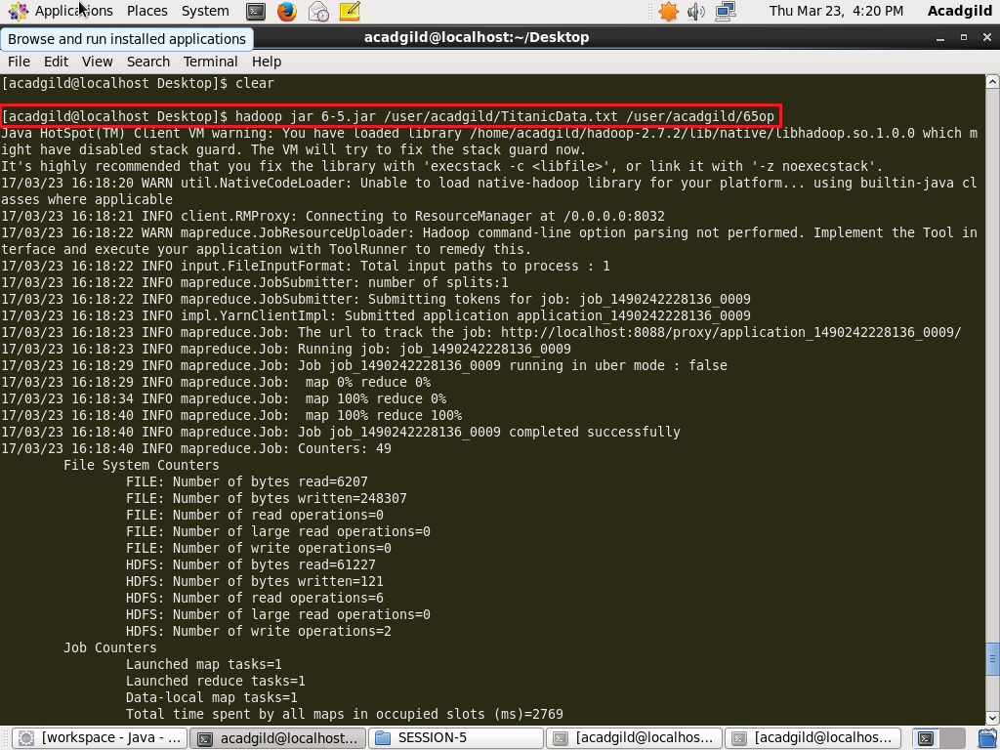 Applications Places System Thu Mar 23, 4:20 PM Acadgild
Browse and run installed applications
acadgild@localhost:~/Desktop
File Edit View Search Terminal Help
[acadgild@localhost Desktop]$ clear
[acadgild@localhost Desktop]$ hadoop jar 6-5.jar /user/acadgild/TitanicData.txt /user/acadgild/65op
Java HotSpot(TM) Client VM warning: You have loaded library /home/acadgild/hadoop-2.7.2/lib/native/libhadoop.so.1.0.0 which m
ight have disabled stack guard. The VM will try to fix the stack guard now.
It's highly recommended that you fix the library with 'execstack -c <libfile>', or link it with '-z noexecstack'.
17/03/23 16:18:20 WARN util.NativeCodeLoader: Unable to load native-hadoop library for your platform... using builtin-java cl
asses where applicable
17/03/23 16:18:21 INFO client.RMProxy: Connecting to ResourceManager at /0.0.0.0:8032
17/03/23 16:18:22 WARN mapreduce.JobResourceUploader: Hadoop command-line option parsing not performed. Implement the Tool in
terface and execute your application with ToolRunner to remedy this.
17/03/23 16:18:22 INFO input.FileInputFormat: Total input paths to process : 1
17/03/23 16:18:22 INFO mapreduce.JobSubmitter: number of splits:1
17/03/23 16:18:22 INFO mapreduce.JobSubmitter: Submitting tokens for job: job_1490242228136_0009
17/03/23 16:18:23 INFO impl.YarnClientImpl: Submitted application application_1490242228136_0009
17/03/23 16:18:23 INFO mapreduce.Job: The url to track the job: http://localhost:8088/proxy/application_1490242228136_0009/
17/03/23 16:18:23 INFO mapreduce.Job: Running job: job_1490242228136_0009
17/03/23 16:18:29 INFO mapreduce.Job: Job job_1490242228136_0009 running in uber mode : false
17/03/23 16:18:29 INFO mapreduce.Job:  map 0% reduce 0%
17/03/23 16:18:34 INFO mapreduce.Job:  map 100% reduce 0%
17/03/23 16:18:40 INFO mapreduce.Job:  map 100% reduce 100%
17/03/23 16:18:40 INFO mapreduce.Job: Job job_1490242228136_0009 completed successfully
17/03/23 16:18:40 INFO mapreduce.Job: Counters: 49
File System Counters
FILE: Number of bytes read=6207
FILE: Number of bytes written=248307
FILE: Number of read operations=0
FILE: Number of large read operations=0
FILE: Number of write operations=0
HDFS: Number of bytes read=61227
HDFS: Number of bytes written=121
HDFS: Number of read operations=6
HDFS: Number of large read operations=0
HDFS: Number of write operations=2
Job Counters
Launched map tasks=1
Launched reduce tasks=1
Data-local map tasks=1
Total time spent by all maps in occupied slots (ms)=2769
[workspace - Java - ... acadgild@localhost:... SESSION-5 [acadgild@localhos... [acadgild@localhos...